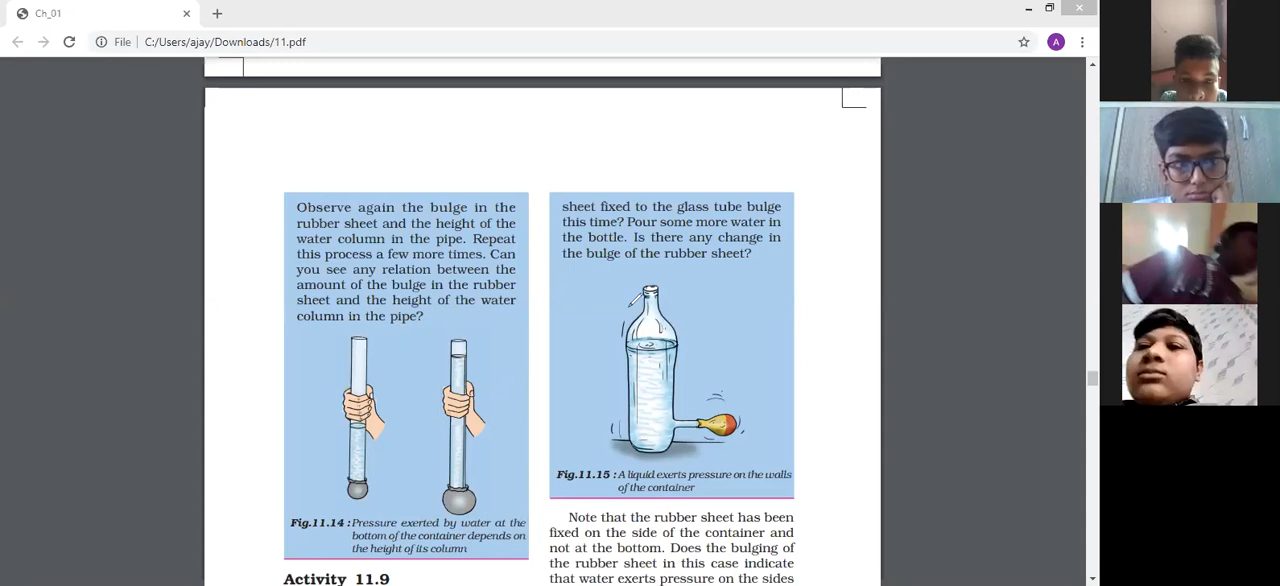 Ch_01
File
C:/Users/ajay/Downloads/11.pdf
A
Observe again the bulge in the
rubber sheet and the height of the
water column in the pipe. Repeat
this process a few more times. Can
you see any relation between the
amount of the bulge in the rubber
sheet and the height of the water
column in the pipe?
Fig.11.14 : Pressure exerted by water at the
bottom of the container depends on
the height of its column
Activity 11.9
sheet fixed to the glass tube bulge
this time? Pour some more water in
the bottle. Is there any change in
the bulge of the rubber sheet?
Fig.11.15 : A liquid exerts pressure on the walls
of the container
Note that the rubber sheet has been
fixed on the side of the container and
not at the bottom. Does the bulging of
the rubber sheet in this case indicate
that water exerts pressure on the sides